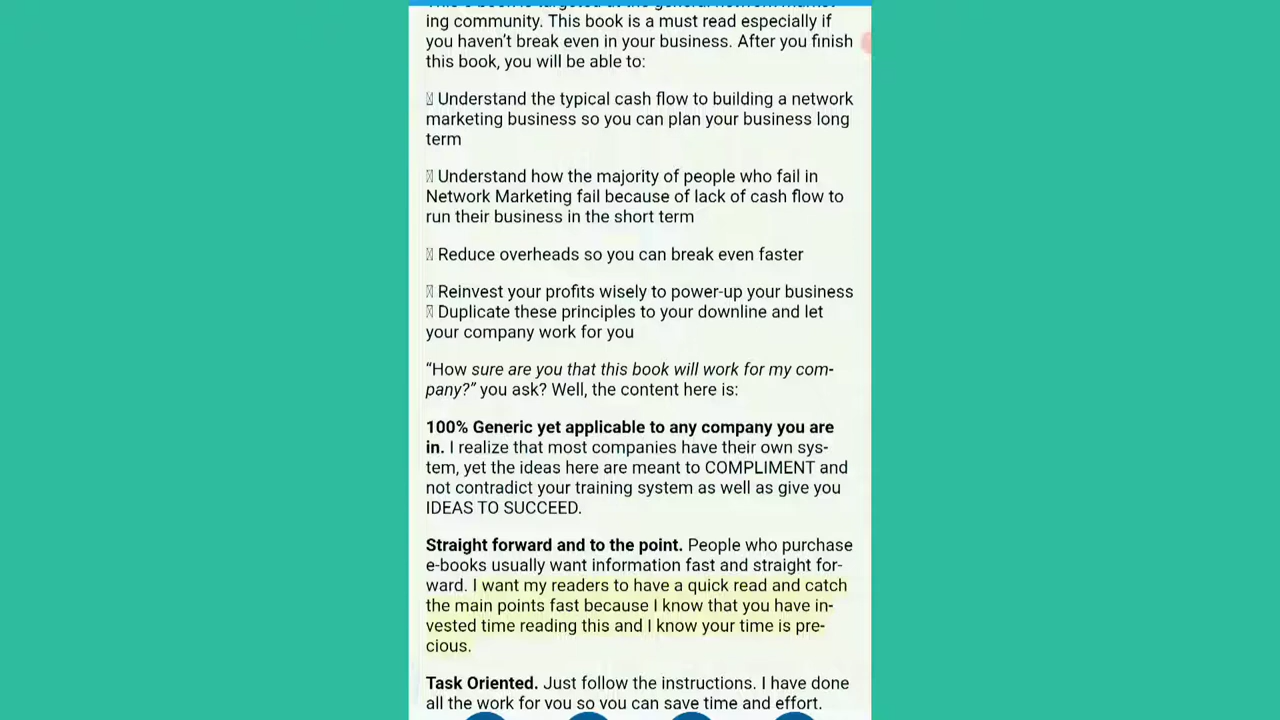 ing community. This book is a must read especially if
you haven't break even in your business. After you finish
this book, you will be able to:
Understand the typical cash flow to building a network
marketing business so you can plan your business long
term
Understand how the majority of people who fail in
Network Marketing fail because of lack of cash flow to
run their business in the short term
Reduce overheads so you can break even faster
Reinvest your profits wisely to power-up your business
Duplicate these principles to your downline and let
your company work for you
“How sure are you that this book will work for my com-
pany?” you ask? Well, the content here is:
100% Generic yet applicable to any company you are
in. I realize that most companies have their own sys-
tem, yet the ideas here are meant to COMPLIMENT and
not contradict your training system as well as give you
IDEAS TO SUCCEED.
Straight forward and to the point. People who purchase
e-books usually want information fast and straight for-
ward. I want my readers to have a quick read and catch
the main points fast because I know that you have in-
vested time reading this and I know your time is pre-
cious.
Task Oriented. Just follow the instructions. I have done
all the work for you so you can save time and effort.